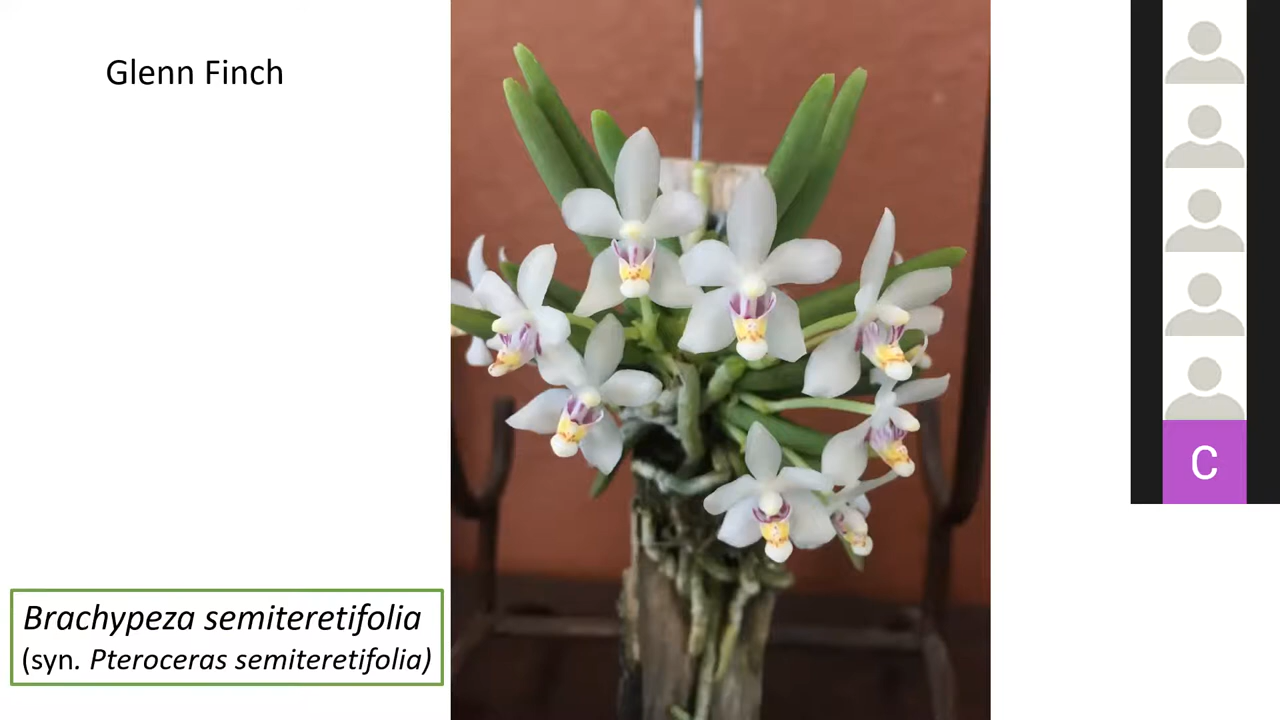 Glenn Finch
Brachypeza semiteretifolia
(syn. Pteroceras semiteretifolia)
C